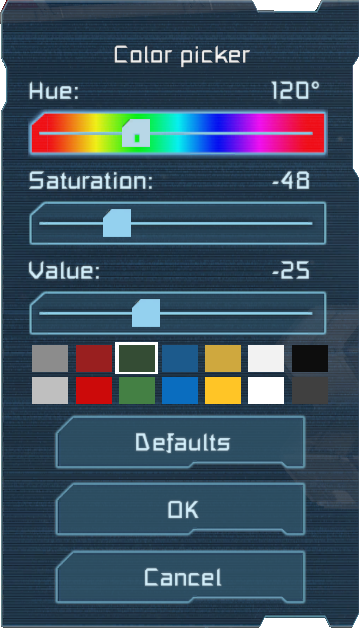 Color picker
Hue: 120°
Saturation: -48
Value: -25
Defaults
OK
Cancel